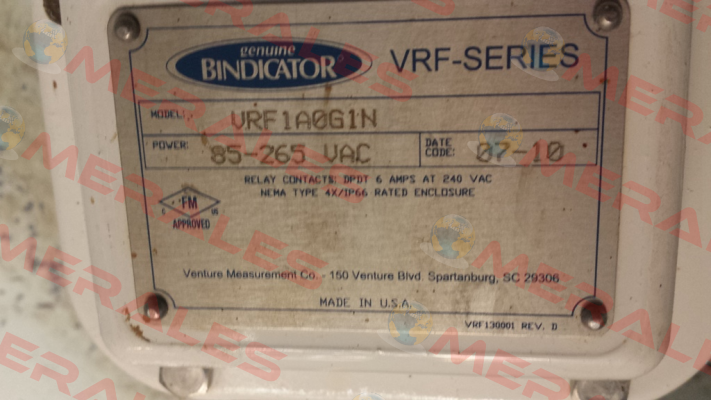 genuine
BINDICATOR®
VRF-SERIES
MODEL: VRF1A0G1N
POWER: 85-265 VAC DATE CODE: 07-10
RELAY CONTACTS: DPDT 6 AMPS AT 240 VAC
NEMA TYPE 4X/IP66 RATED ENCLOSURE
C FM US
APPROVED
Venture Measurement Co. - 150 Venture Blvd. Spartanburg, SC 29306
MADE IN U.S.A.
VRF130001 REV. D
MERALES